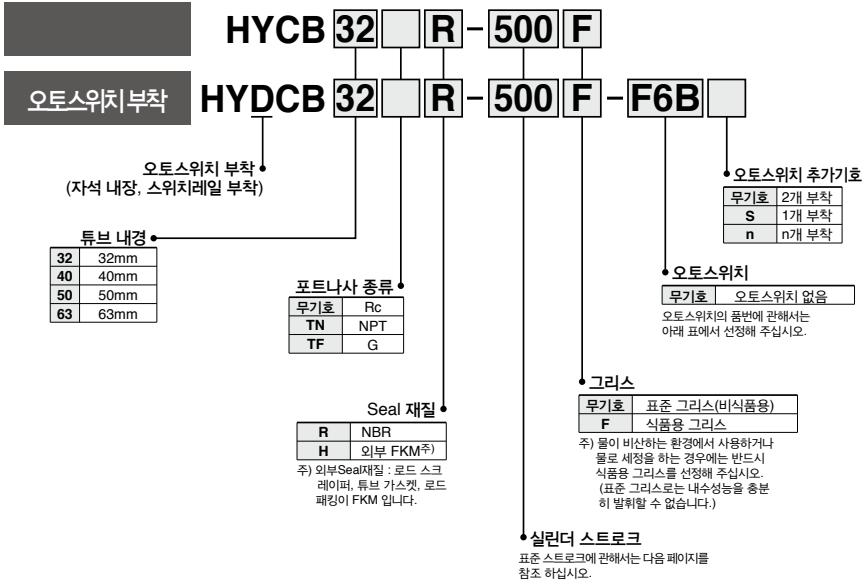 HYCB 32 R - 500 F
오토스위치 부착 HYDCB 32 R - 500 F - F6B
오토스위치 부착
(자석 내장, 스위치레일 부착)
튜브 내경
32 32mm
40 40mm
50 50mm
63 63mm
포트나사 종류
무기호 Rc
TN NPT
TF G
Seal 재질
R NBR
H 외부 FKM주)
주) 외부Seal재질 : 로드 스크
레이퍼, 튜브 가스켓, 로드
패킹이 FKM 입니다.
오토스위치 추가기호
무기호 2개 부착
S 1개 부착
n n개 부착
오토스위치
무기호 오토스위치 없음
오토스위치의 품번에 관해서는
아래 표에서 선정해 주십시오.
그리스
무기호 표준 그리스(비식품용)
F 식품용 그리스
주) 물이 비산하는 환경에서 사용하거나
물로 세정을 하는 경우에는 반드시
식품용 그리스를 선정해 주십시오.
(표준 그리스로는 내수성능을 충분
히 발휘할 수 없습니다.)
실린더 스트로크
표준 스트로크에 관해서는 다음 페이지를
참조 하십시오.